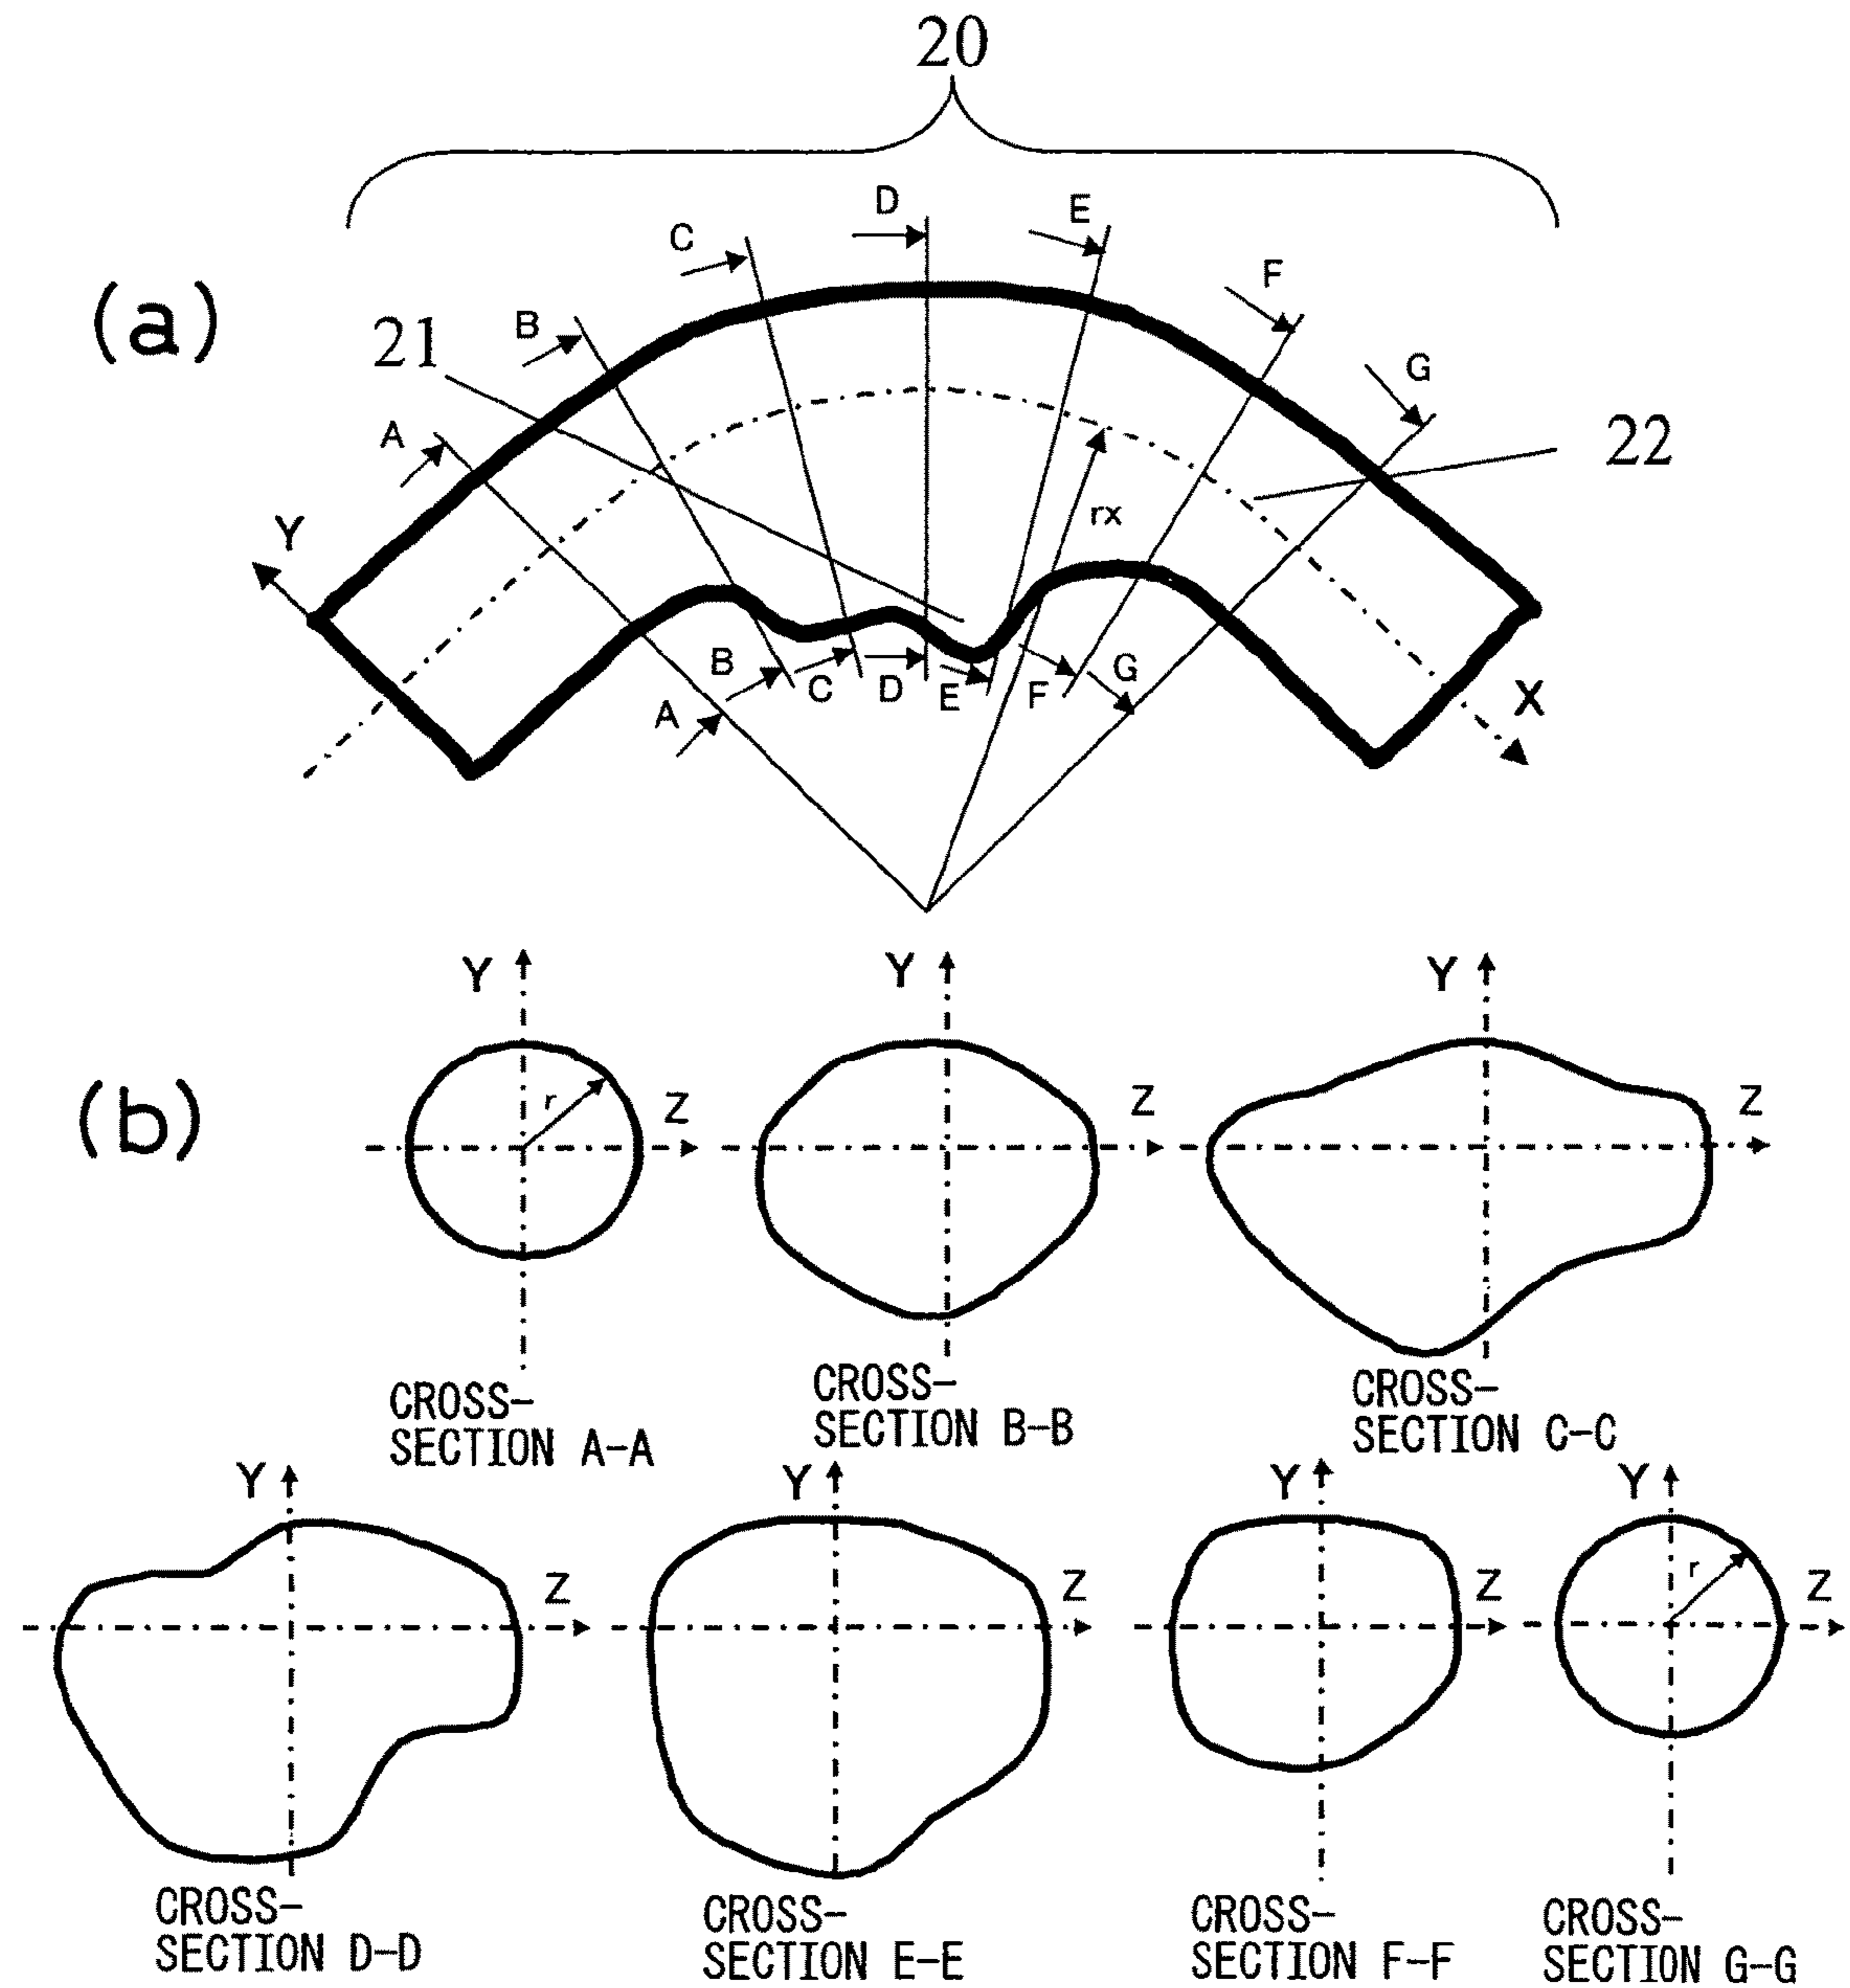 20
(a)
D
E
C
F
B
21
G
A
22
rx
Y
B
C
D
E
F
G
A
X
Y
Y
Y
(b)
r
Z
Z
Z
CROSS-
SECTION A-A
CROSS-
SECTION B-B
CROSS-
SECTION C-C
Y
Y
Y
Y
Z
Z
Z
r
Z
CROSS-
SECTION D-D
CROSS-
SECTION E-E
CROSS-
SECTION F-F
CROSS-
SECTION G-G